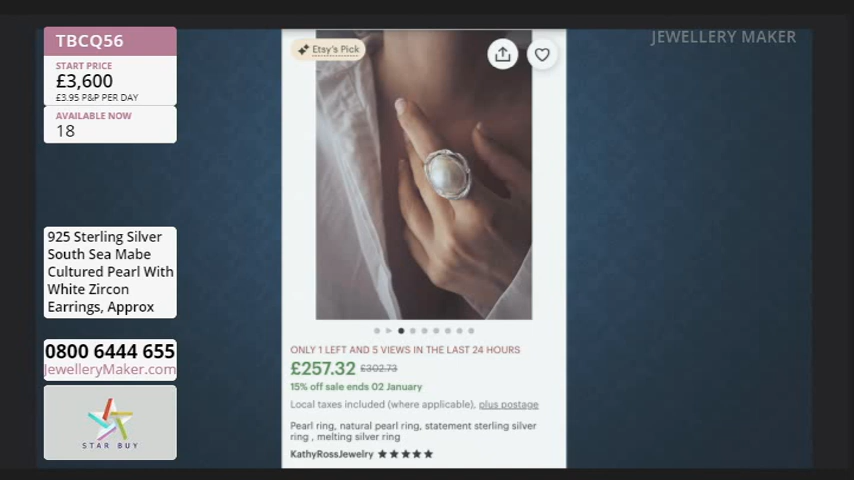 TBCQ56
START PRICE
£3,600
£3.95 P&P PER DAY
AVAILABLE NOW
18
925 Sterling Silver
South Sea Mabe
Cultured Pearl With
White Zircon
Earrings, Approx
0800 6444 655
JewelleryMaker.com
STAR BUY
Etsy's Pick
ONLY 1 LEFT AND 5 VIEWS IN THE LAST 24 HOURS
£257.32 £302.73
15% off sale ends 02 January
Local taxes included (where applicable), plus postage
Pearl ring, natural pearl ring, statement sterling silver
ring , melting silver ring
KathyRossJewelry ★★★★★
JEWELLERY MAKER